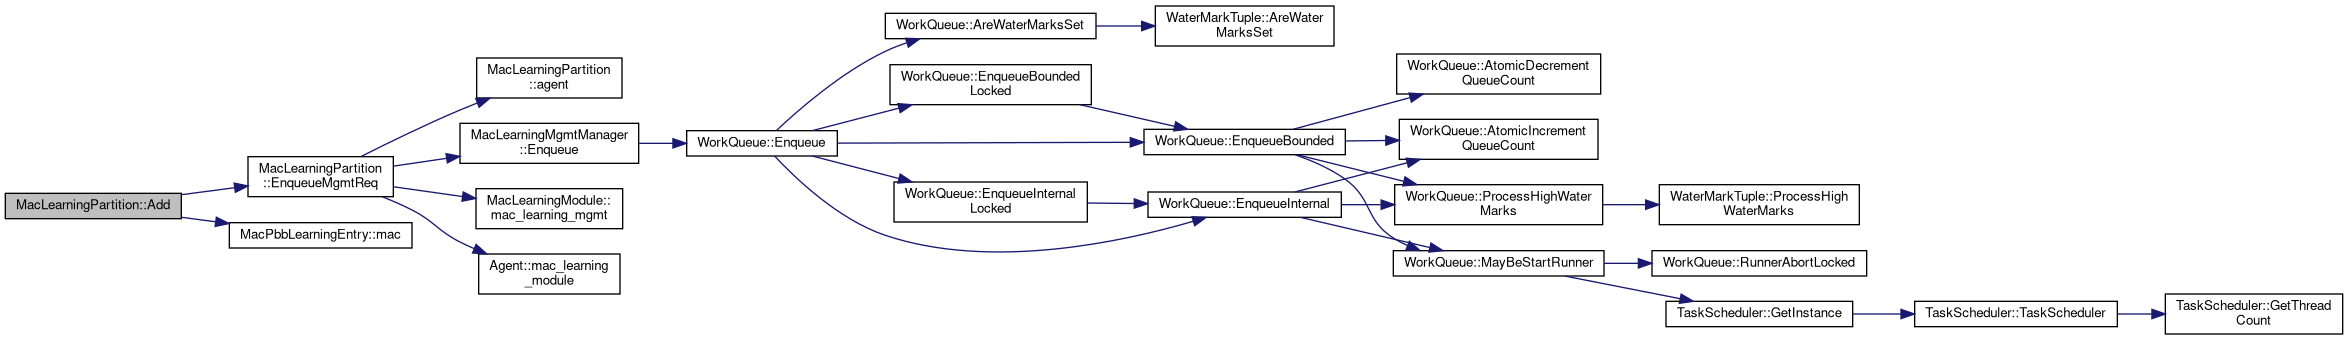 MacLearningPartition::Add
MacLearningPartition
::EnqueueMgmtReq
MacPbbLearningEntry::mac
MacLearningPartition
::agent
MacLearningMgmtManager
::Enqueue
MacLearningModule::
mac_learning_mgmt
Agent::mac_learning
_module
WorkQueue::Enqueue
WorkQueue::AreWaterMarksSet
WorkQueue::EnqueueBounded
Locked
WorkQueue::EnqueueInternal
Locked
WaterMarkTuple::AreWater
MarksSet
WorkQueue::EnqueueBounded
WorkQueue::EnqueueInternal
WorkQueue::AtomicDecrement
QueueCount
WorkQueue::AtomicIncrement
QueueCount
WorkQueue::ProcessHighWater
Marks
WorkQueue::MayBeStartRunner
WaterMarkTuple::ProcessHigh
WaterMarks
WorkQueue::RunnerAbortLocked
TaskScheduler::GetInstance
TaskScheduler::TaskScheduler
TaskScheduler::GetThread
Count